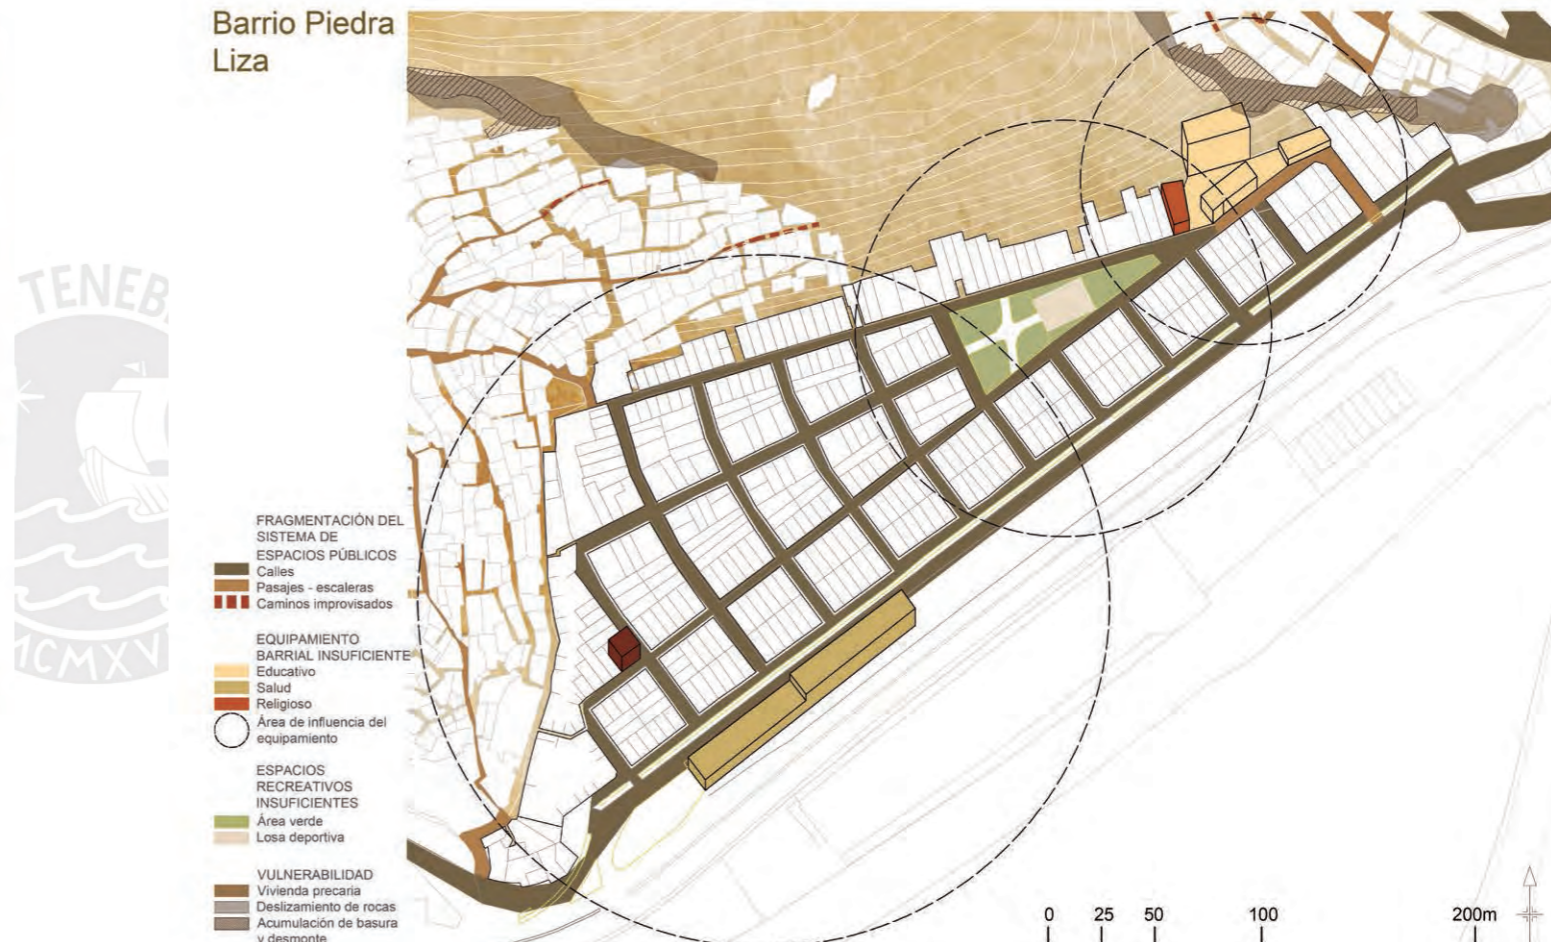 Barrio Piedra
Liza
TENEB
MCMXV
FRAGMENTACIÓN DEL
SISTEMA DE
ESPACIOS PÚBLICOS
Calles
Pasajes - escaleras
Caminos improvisados
EQUIPAMIENTO
BARRIAL INSUFICIENTE
Educativo
Salud
Religioso
Área de influencia del
equipamiento
ESPACIOS
RECREATIVOS
INSUFICIENTES
Área verde
Losa deportiva
VULNERABILIDAD
Vivienda precaria
Deslizamiento de rocas
Acumulación de basura
y desmonte
0 25 50 100 200m